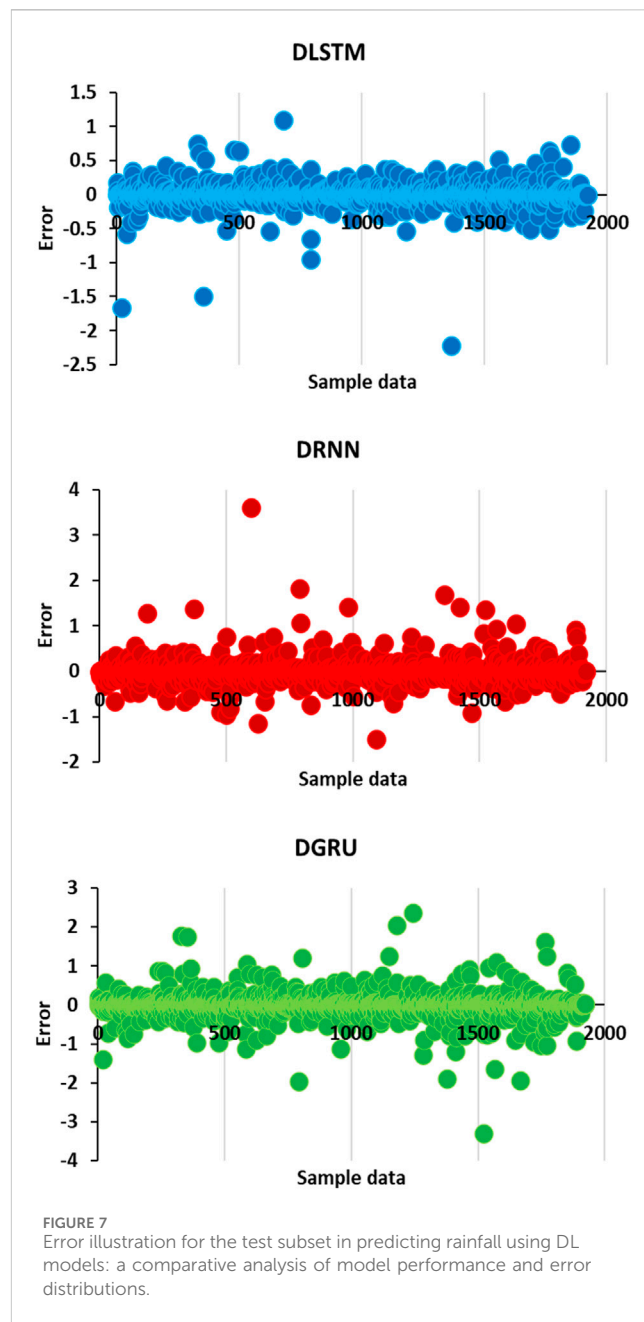 DLSTM
1.5
1
0.5
0
-0.5
-1
-1.5
-2
-2.5
Error
0 500 1000 1500 2000
Sample data
DRNN
4
3
2
1
0
-1
-2
Error
0 500 1000 1500 2000
Sample data
DGRU
3
2
1
0
-1
-2
-3
-4
Error
0 500 1000 1500 2000
Sample data
FIGURE 7
Error illustration for the test subset in predicting rainfall using DL
models: a comparative analysis of model performance and error
distributions.